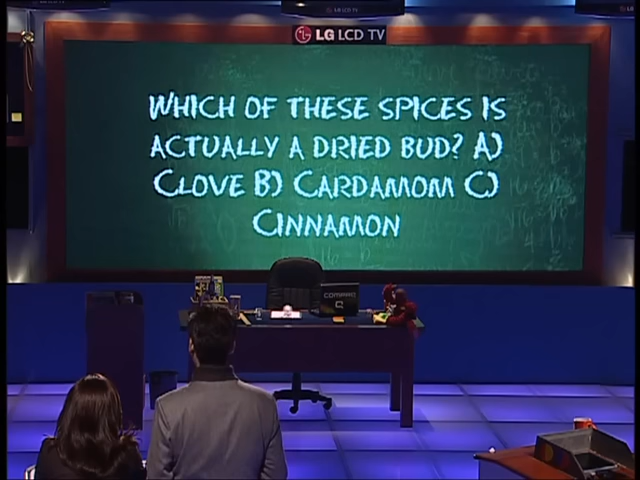 LG LCD TV
WHICH OF THESE SPICES IS
ACTUALLY A DRIED BUD? A)
CLOVE B) CARDAMOM C)
CINNAMON
COMPAQ